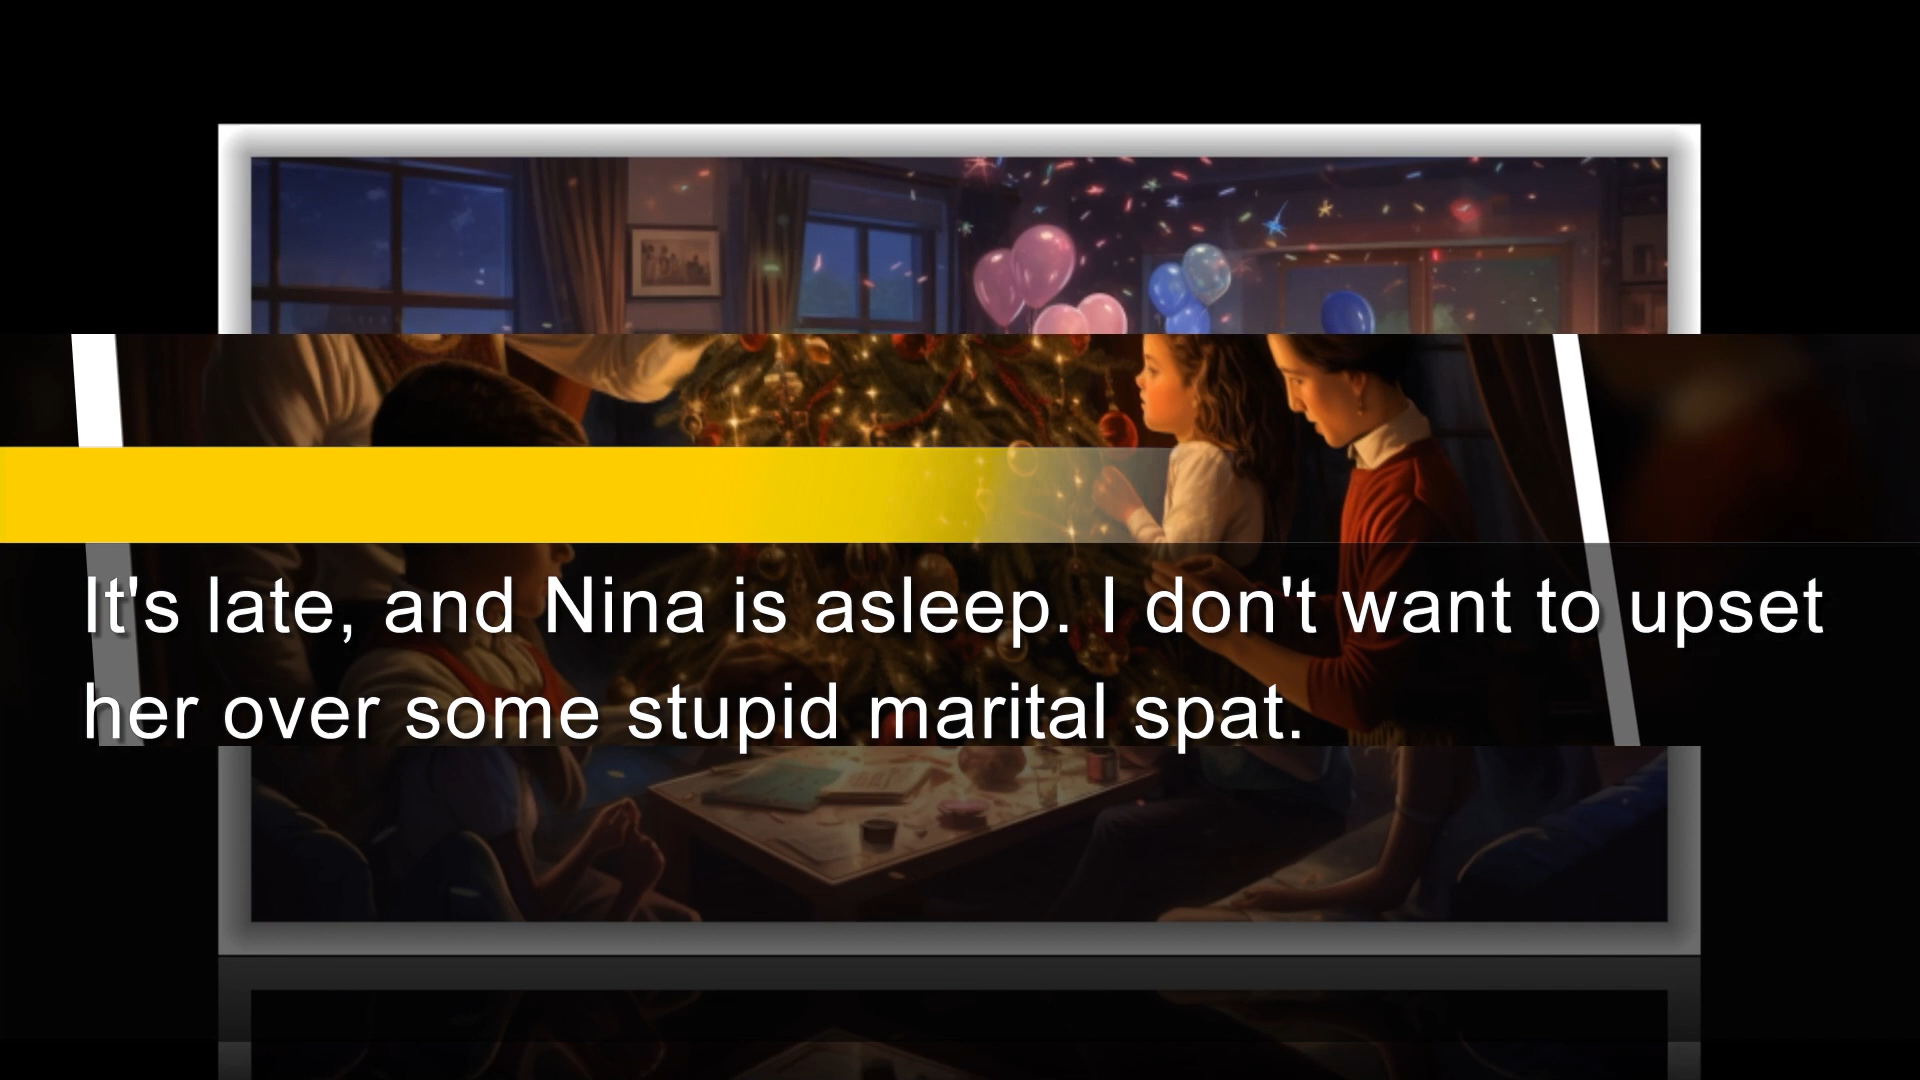 It's late, and Nina is asleep. I don't want to upset
her over some stupid marital spat.